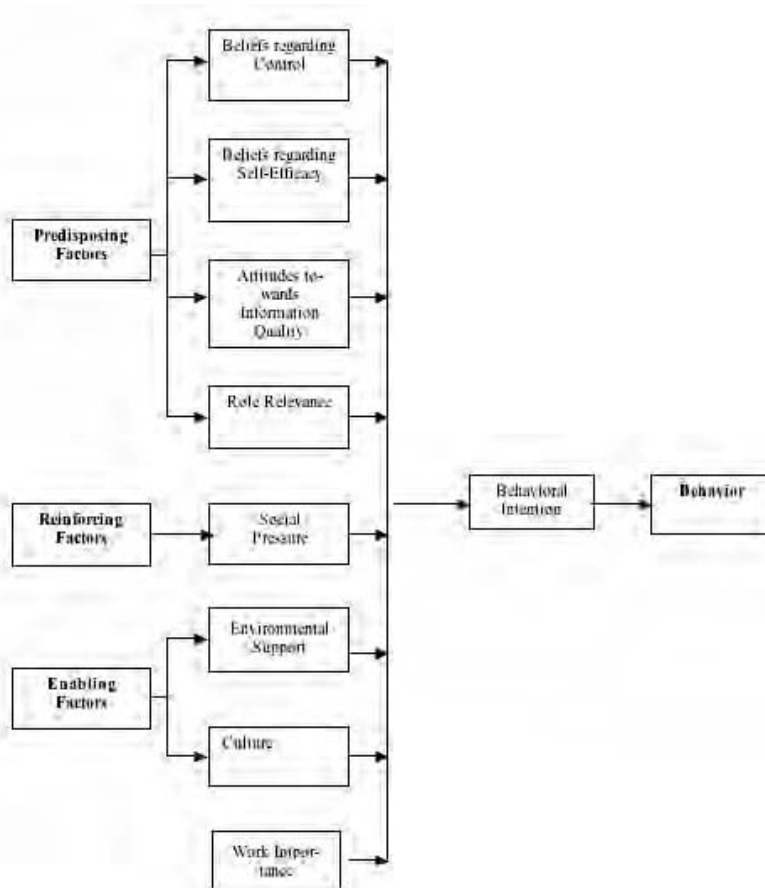 Beliefs regarding
Control
Beliefs regarding
Self-Efficacy
Predisposing
Factors
Attitudes to-
wards
Information
Quality
Role Relevance
Reinforcing
Factors
Social
Pressure
Behavioral
Intention
Behavior
Environmental
Support
Enabling
Factors
Culture
Work Impor-
tance